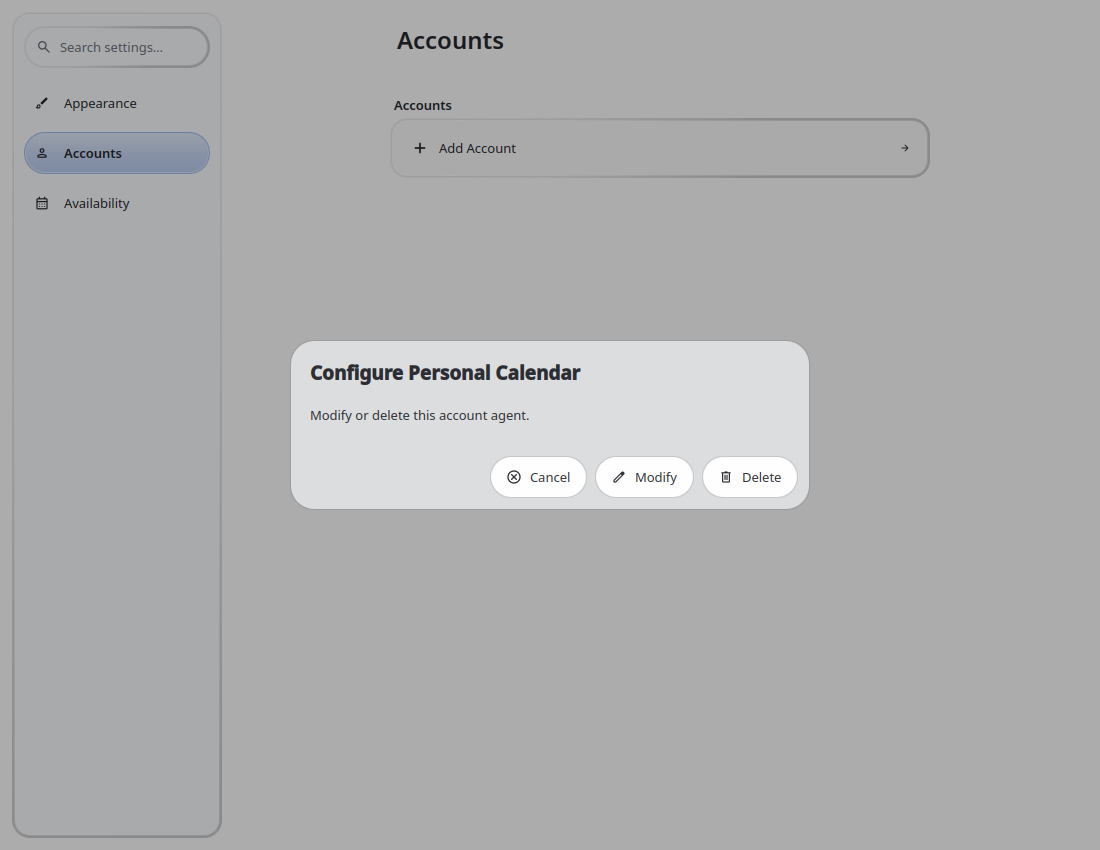 Search settings...
Appearance
Accounts
Availability
Accounts
Accounts
Add Account
Configure Personal Calendar
Modify or delete this account agent.
Cancel
Modify
Delete